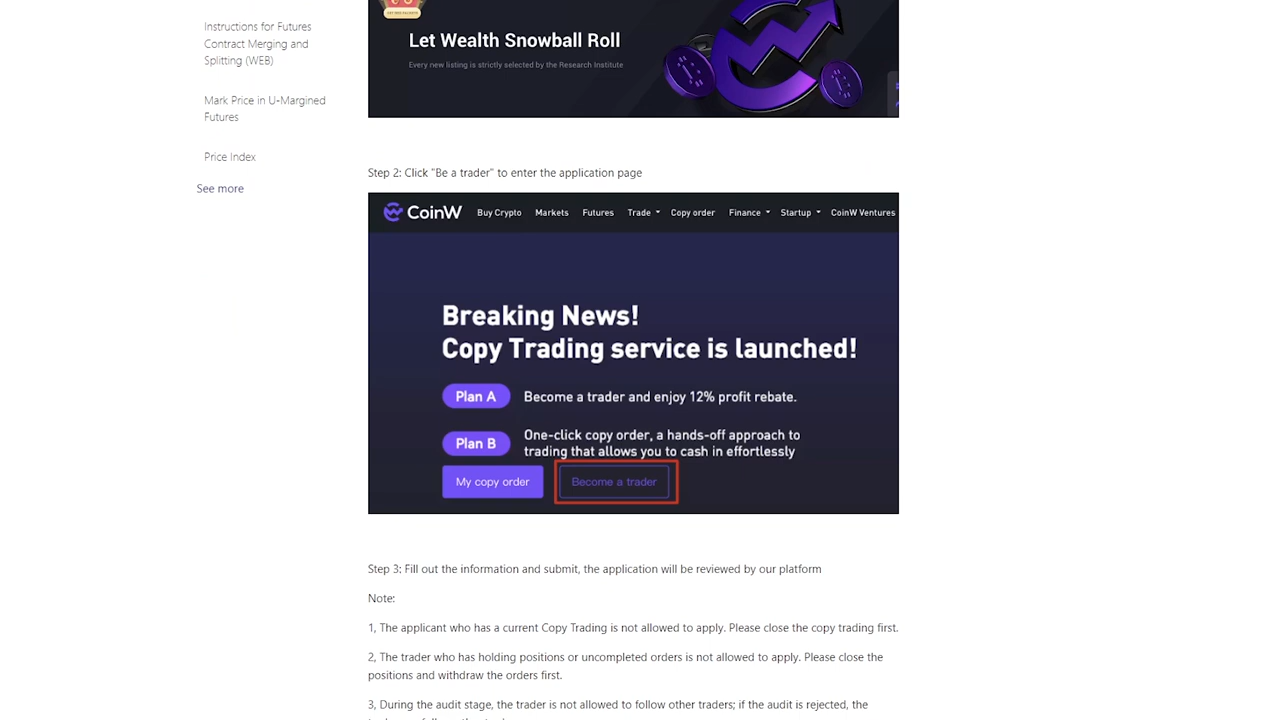 Instructions for Futures
Contract Merging and
Splitting (WEB)
Mark Price in U-Margined
Futures
Price Index
See more
Let Wealth Snowball Roll
Every new listing is strictly selected by the Research Institute
Step 2: Click "Be a trader" to enter the application page
CoinW Buy Crypto Markets Futures Trade Copy order Finance Startup CoinW Ventures
Breaking News!
Copy Trading service is launched!
Plan A Become a trader and enjoy 12% profit rebate.
Plan B One-click copy order, a hands-off approach to
trading that allows you to cash in effortlessly
My copy order Become a trader
Step 3: Fill out the information and submit, the application will be reviewed by our platform
Note:
1, The applicant who has a current Copy Trading is not allowed to apply. Please close the copy trading first.
2, The trader who has holding positions or uncompleted orders is not allowed to apply. Please close the
positions and withdraw the orders first.
3, During the audit stage, the trader is not allowed to follow other traders; if the audit is rejected, the